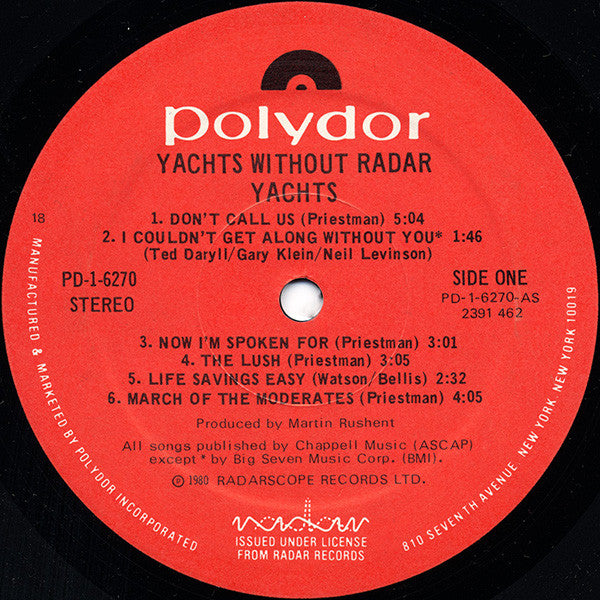 polydor
YACHTS WITHOUT RADAR
YACHTS
1. DON'T CALL US (Priestman) 5:04
2. I COULDN'T GET ALONG WITHOUT YOU* 1:46
(Ted Daryll/Gary Klein/Neil Levinson)
18
PD-1-6270
STEREO
SIDE ONE
PD-1-6270-AS
2391 462
3. NOW I'M SPOKEN FOR (Priestman) 3:01
4. THE LUSH (Priestman) 3:05
5. LIFE SAVINGS EASY (Watson/Bellis) 2:32
6. MARCH OF THE MODERATES (Priestman) 4:05
Produced by Martin Rushent
All songs published by Chappell Music (ASCAP)
except * by Big Seven Music Corp. (BMI).
Ⓟ 1980 RADARSCOPE RECORDS LTD.
radar
ISSUED UNDER LICENSE
FROM RADAR RECORDS
MANUFACTURED & MARKETED BY POLYDOR INCORPORATED
810 SEVENTH AVENUE, NEW YORK, NEW YORK 10019